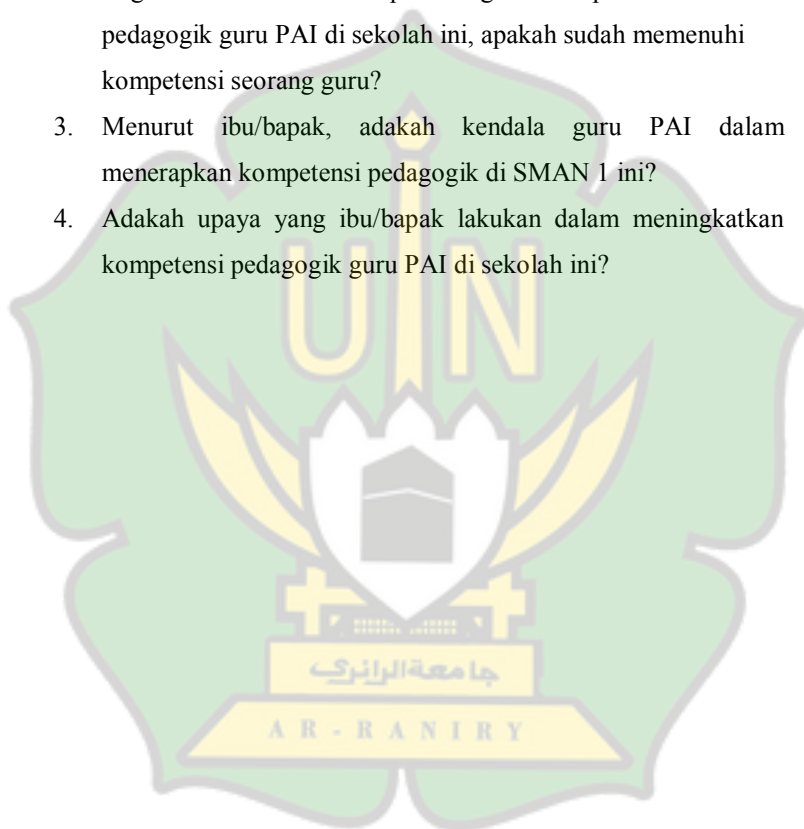 pedagogik guru PAI di sekolah ini, apakah sudah memenuhi
kompetensi seorang guru?
3. Menurut ibu/bapak, adakah kendala guru PAI dalam
menerapkan kompetensi pedagogik di SMAN 1 ini?
4. Adakah upaya yang ibu/bapak lakukan dalam meningkatkan
kompetensi pedagogik guru PAI di sekolah ini?
UIN
جامعةالرانري
AR-RANIRY